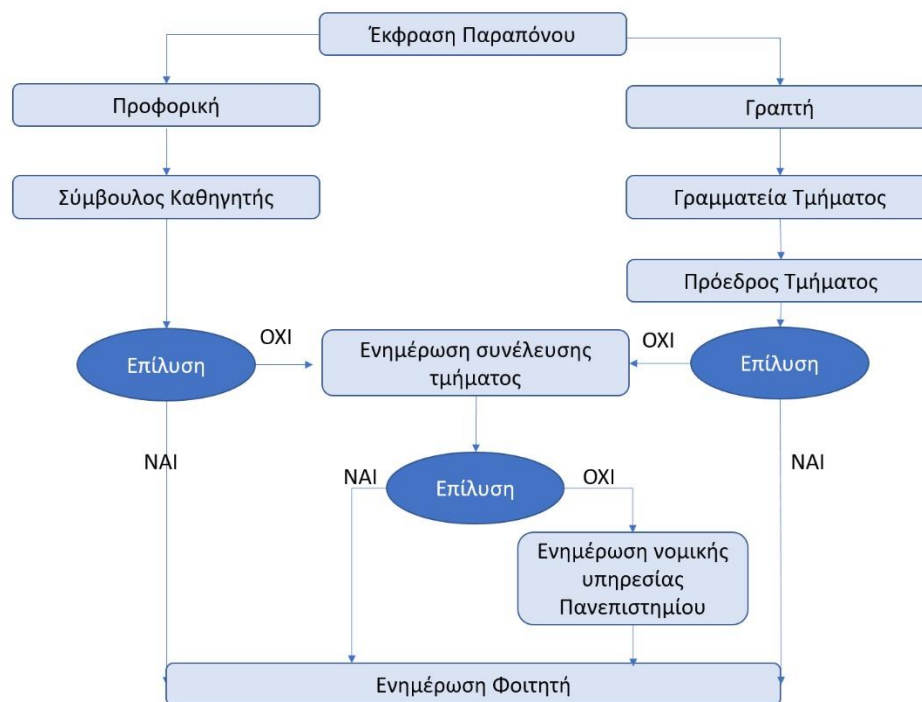 Έκφραση Παραπόνου
Προφορική
Γραπτή
Σύμβουλος Καθηγητής
Γραμματεία Τμήματος
Πρόεδρος Τμήματος
Επίλυση
ΟΧΙ
Ενημέρωση συνέλευσης
τμήματος
ΟΧΙ
Επίλυση
ΝΑΙ
ΝΑΙ
Επίλυση
ΟΧΙ
ΝΑΙ
Ενημέρωση νομικής
υπηρεσίας
Πανεπιστημίου
Ενημέρωση Φοιτητή